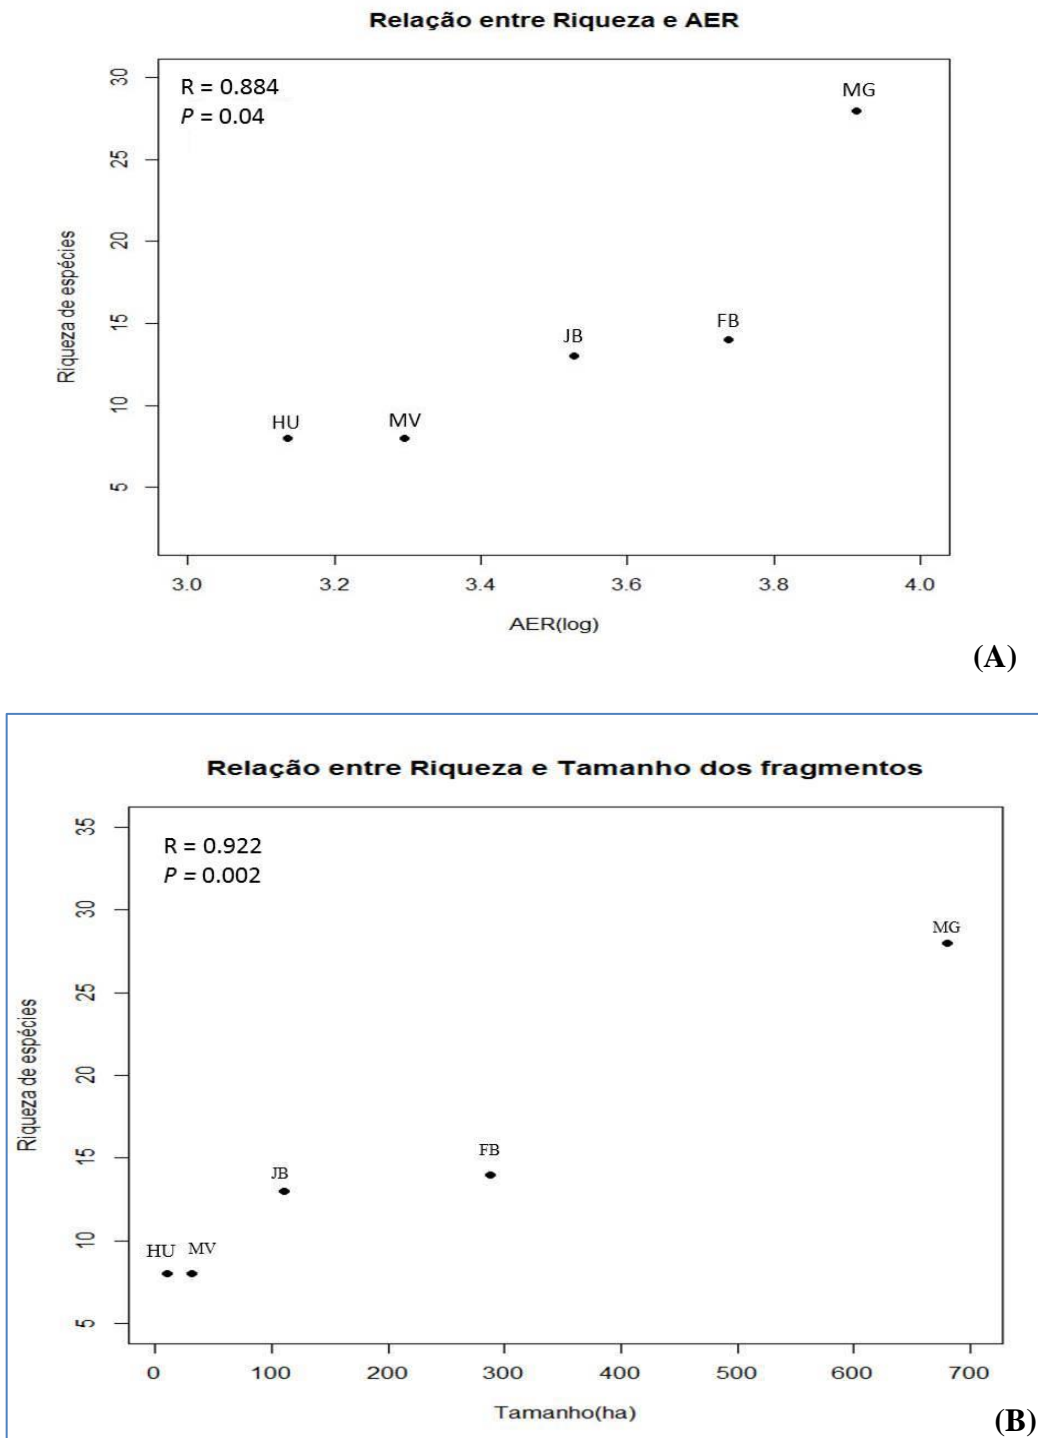 Relação entre Riqueza e AER
R = 0.884
P = 0.04
MG
FB
JB
HU
MV
30
25
20
15
10
5
Riqueza de espécies
3.0 3.2 3.4 3.6 3.8 4.0
AER(log)
(A)
Relação entre Riqueza e Tamanho dos fragmentos
R = 0.922
P = 0.002
MG
FB
JB
HU MV
35
30
25
20
15
10
5
Riqueza de espécies
0 100 200 300 400 500 600 700
Tamanho(ha)
(B)